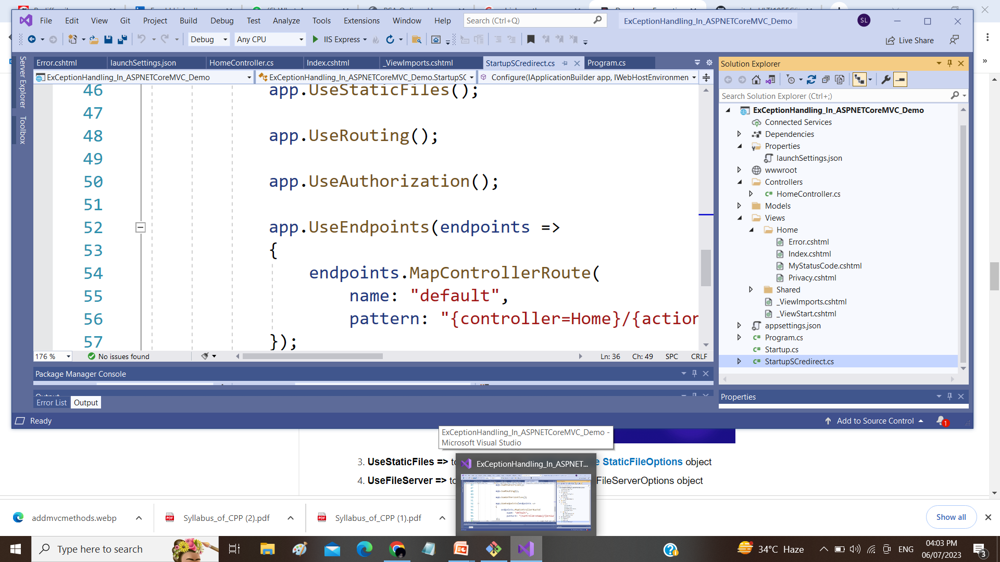 File Edit View Git Project Build Debug Test Analyze Tools Extensions Window Help Search (Ctrl+Q) ExCeptionHandling_In_ASPNETCoreMVC_Demo SL
Debug Any CPU IIS Express Live Share
Server Explorer
Toolbox
Error.cshtml launchSettings.json HomeController.cs Index.cshtml _ViewImports.cshtml StartupSCredirect.cs Program.cs
ExCeptionHandling_In_ASPNETCoreMVC_Demo ExCeptionHandling_In_ASPNETCoreMVC_Demo.StartupSC Configure(IApplicationBuilder app, IWebHostEnvironmen
46 app.UseStaticFiles();
47
48 app.UseRouting();
49
50 app.UseAuthorization();
51
52 app.UseEndpoints(endpoints =>
53 {
54 endpoints.MapControllerRoute(
55 name: "default",
56 pattern: "{controller=Home}/{action
57 });
176 % No issues found Ln: 36 Ch: 49 SPC CRLF
Package Manager Console
Output
Error List Output
Solution Explorer
Search Solution Explorer (Ctrl+;)
ExCeptionHandling_In_ASPNETCoreMVC_Demo
Connected Services
Dependencies
Properties
launchSettings.json
wwwroot
Controllers
C# HomeController.cs
Models
Views
Home
Error.cshtml
Index.cshtml
MyStatusCode.cshtml
Privacy.cshtml
Shared
_ViewImports.cshtml
_ViewStart.cshtml
appsettings.json
C# Program.cs
C# Startup.cs
C# StartupSCredirect.cs
Properties
Ready Add to Source Control 1
ExCeptionHandling_In_ASPNETCoreMVC_Demo -
Microsoft Visual Studio
3. UseStaticFiles => StaticFileOptions object
4. UseFileServer => FileServerOptions object
ExCeptionHandling_In_ASPNET...
addmvcmethods.webp Syllabus_of_CPP (2).pdf Syllabus_of_CPP (1).pdf Show all
Type here to search 34°C Haze ENG 04:03 PM
06/07/2023 3